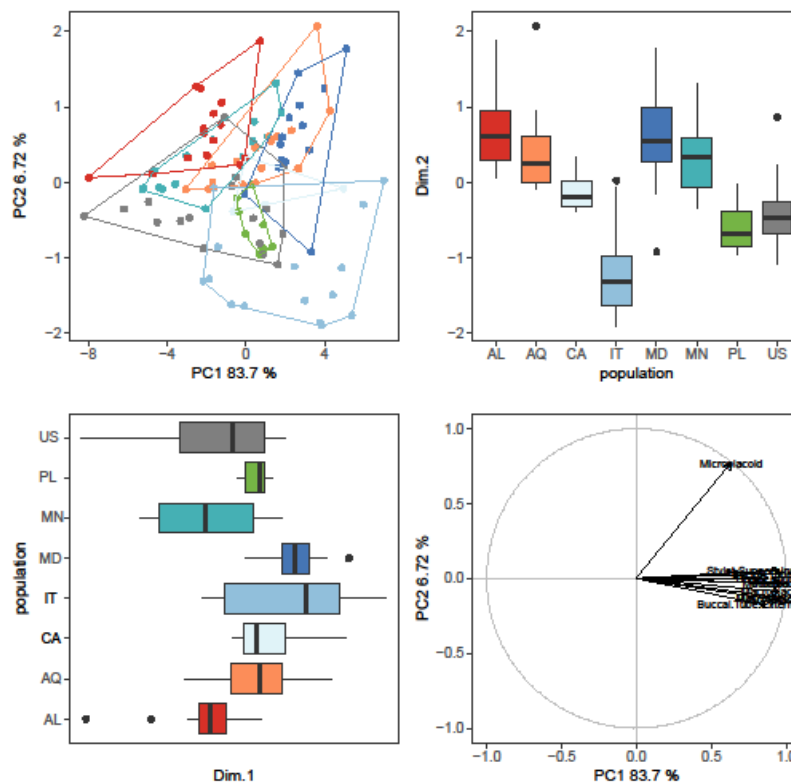 2
1
0
−1
−2
PC2 6.72 %
−8
−4
0
4
PC1 83.7 %
2
1
0
−1
−2
Dim.2
AL AQ CA IT MD MN PL US
population
US
PL
MN
MD
IT
CA
AQ
AL
population
Dim.1
1.0
0.5
0.0
−0.5
−1.0
PC2 6.72 %
Microplacoid
−1.0
−0.5
0.0
0.5
1.0
PC1 83.7 %